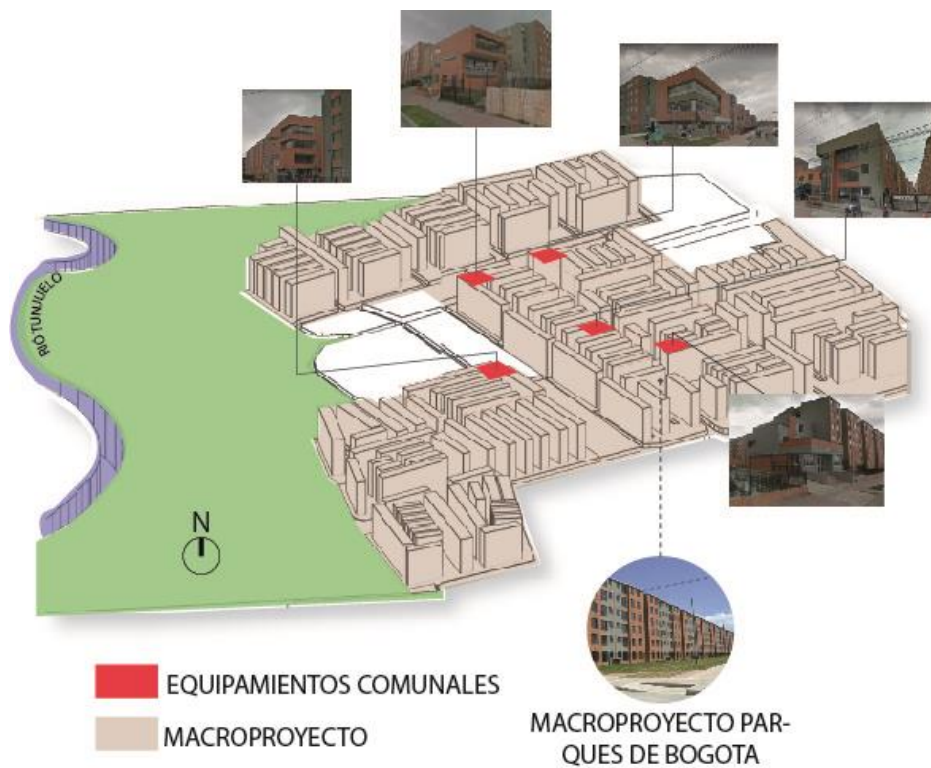 RIO TUNJUELO
N
EQUIPAMIENTOS COMUNALES
MACROPROYECTO
MACROPROYECTO PAR-
QUES DE BOGOTA